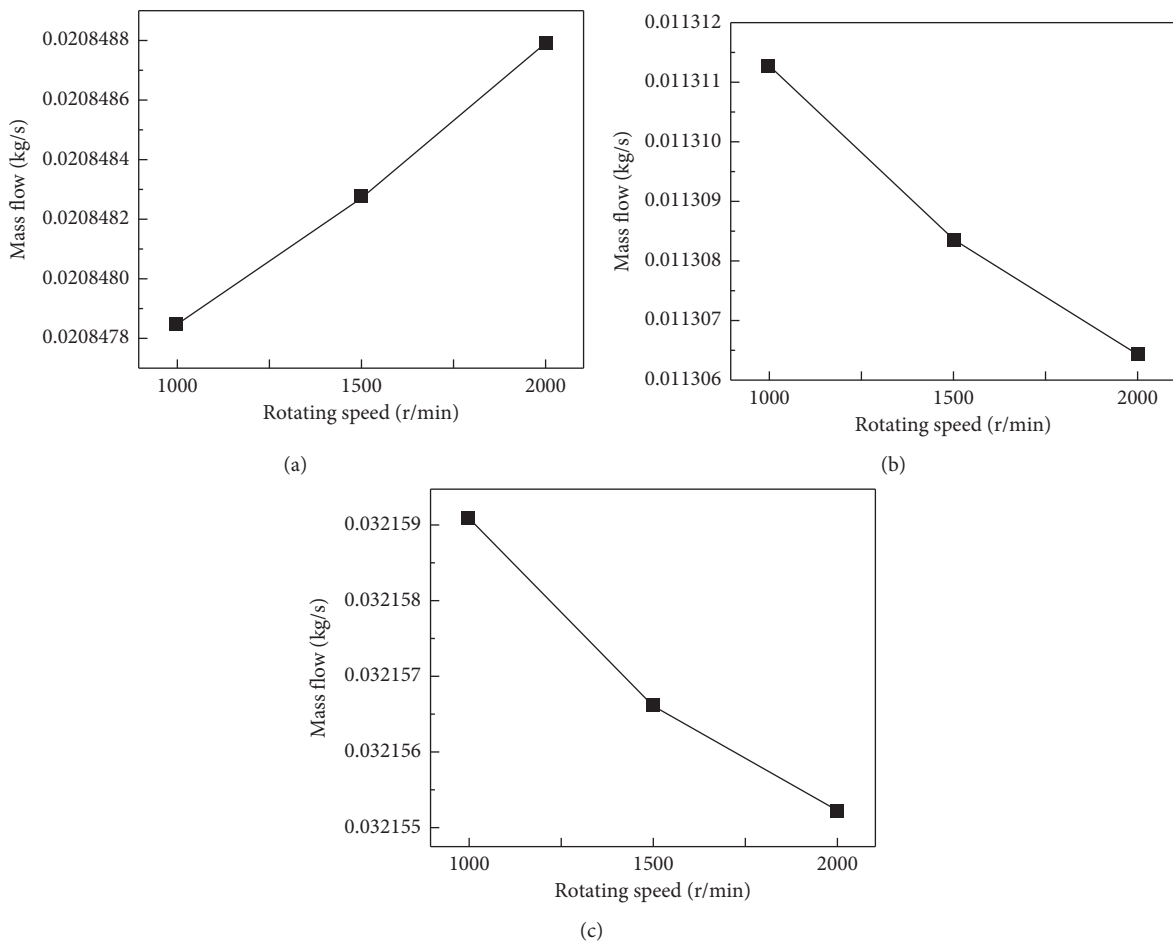 Mass flow (kg/s)
0.0208488
0.0208486
0.0208484
0.0208482
0.0208480
0.0208478
1000 1500 2000
Rotating speed (r/min)
(a)
Mass flow (kg/s)
0.011312
0.011311
0.011310
0.011309
0.011308
0.011307
0.011306
1000 1500 2000
Rotating speed (r/min)
(b)
Mass flow (kg/s)
0.032159
0.032158
0.032157
0.032156
0.032155
1000 1500 2000
Rotating speed (r/min)
(c)